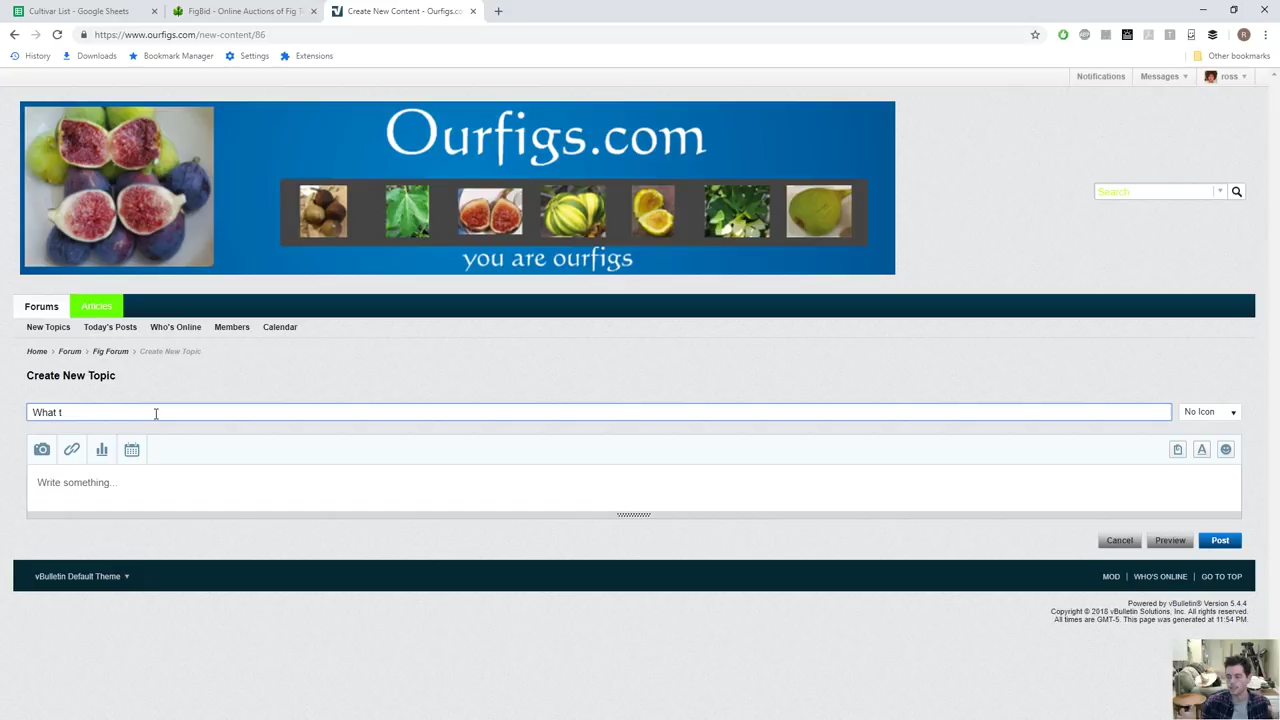 Cultivar List - Google Sheets
FigBid - Online Auctions of Fig T
Create New Content - Ourfigs.co
https://www.ourfigs.com/new-content/86
History
Downloads
Bookmark Manager
Settings
Extensions
Other bookmarks
Notifications
Messages
ross
Ourfigs.com
you are ourfigs
Search
Forums
Articles
New Topics
Today's Posts
Who's Online
Members
Calendar
Home
Forum
Fig Forum
Create New Topic
Create New Topic
What t
No Icon
Write something...
Cancel
Preview
Post
vBulletin Default Theme
MOD
WHO'S ONLINE
GO TO TOP
Powered by vBulletin® Version 5.4.4
Copyright © 2018 vBulletin Solutions, Inc. All rights reserved.
All times are GMT-5. This page was generated at 11:54 PM.